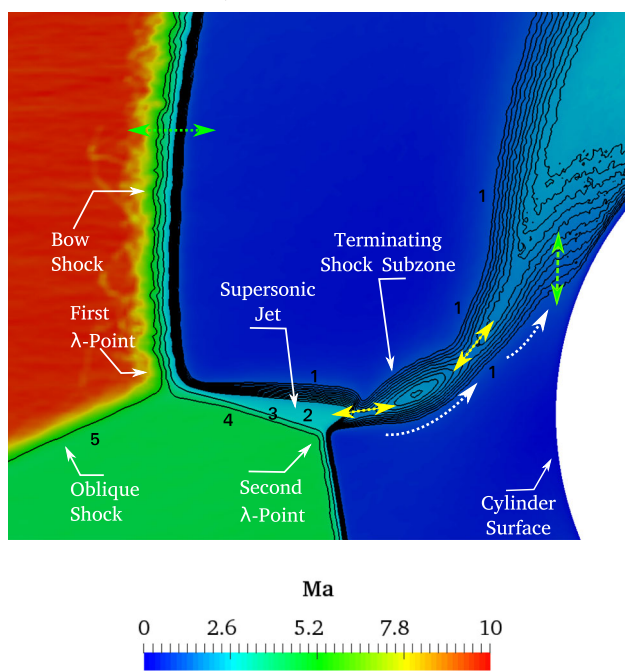 1
Bow
Shock
Terminating
Shock Subzone
Supersonic
Jet
1
First
λ-Point
1
1
5
4
3
2
Oblique
Shock
Second
λ-Point
Cylinder
Surface
Ma
0 2.6 5.2 7.8 10